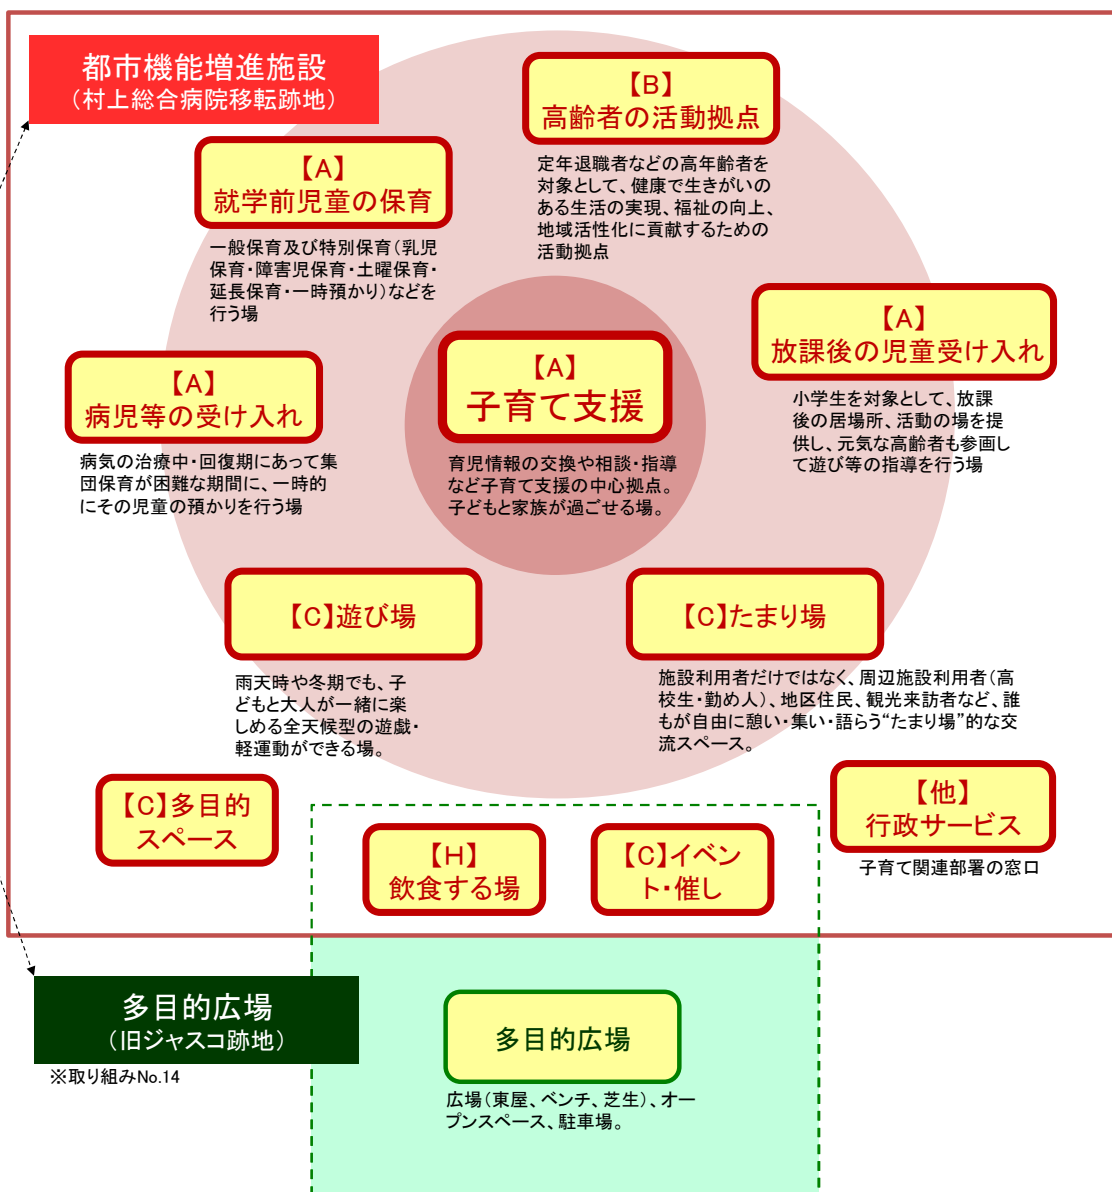 都市機能増進施設
（村上総合病院移転跡地）
【B】
高齢者の活動拠点
定年退職者などの高年齢者を
対象として、健康で生きがいの
ある生活の実現、福祉の向上、
地域活性化に貢献するための
活動拠点
【A】
就学前児童の保育
一般保育及び特別保育（乳児
保育・障害児保育・土曜保育・
延長保育・一時預かり）などを
行う場
【A】
放課後の児童受け入れ
小学生を対象として、放課
後の居場所、活動の場を提
供し、元気な高齢者も参画し
て遊び等の指導を行う場
【A】
子育て支援
育児情報の交換や相談・指導
など子育て支援の中心拠点。
子どもと家族が過ごせる場。
【A】
病児等の受け入れ
病気の治療中・回復期にあって集
団保育が困難な期間に、一時的
にその児童の預かりを行う場
【C】遊び場
雨天時や冬期でも、子
どもと大人が一緒に楽
しめる全天候型の遊戯・
軽運動ができる場。
【C】たまり場
施設利用者だけではなく、周辺施設利用者（高
校生・勤め人）、地区住民、観光来訪者など、誰
もが自由に憩い・集い・語らう“たまり場”的な交
流スペース。
【C】多目的
スペース
【H】
飲食する場
【C】イベン
ト・催し
【他】
行政サービス
子育て関連部署の窓口
多目的広場
（旧ジャスコ跡地）
※取り組みNo.14
多目的広場
広場（東屋、ベンチ、芝生）、オー
プンスペース、駐車場。